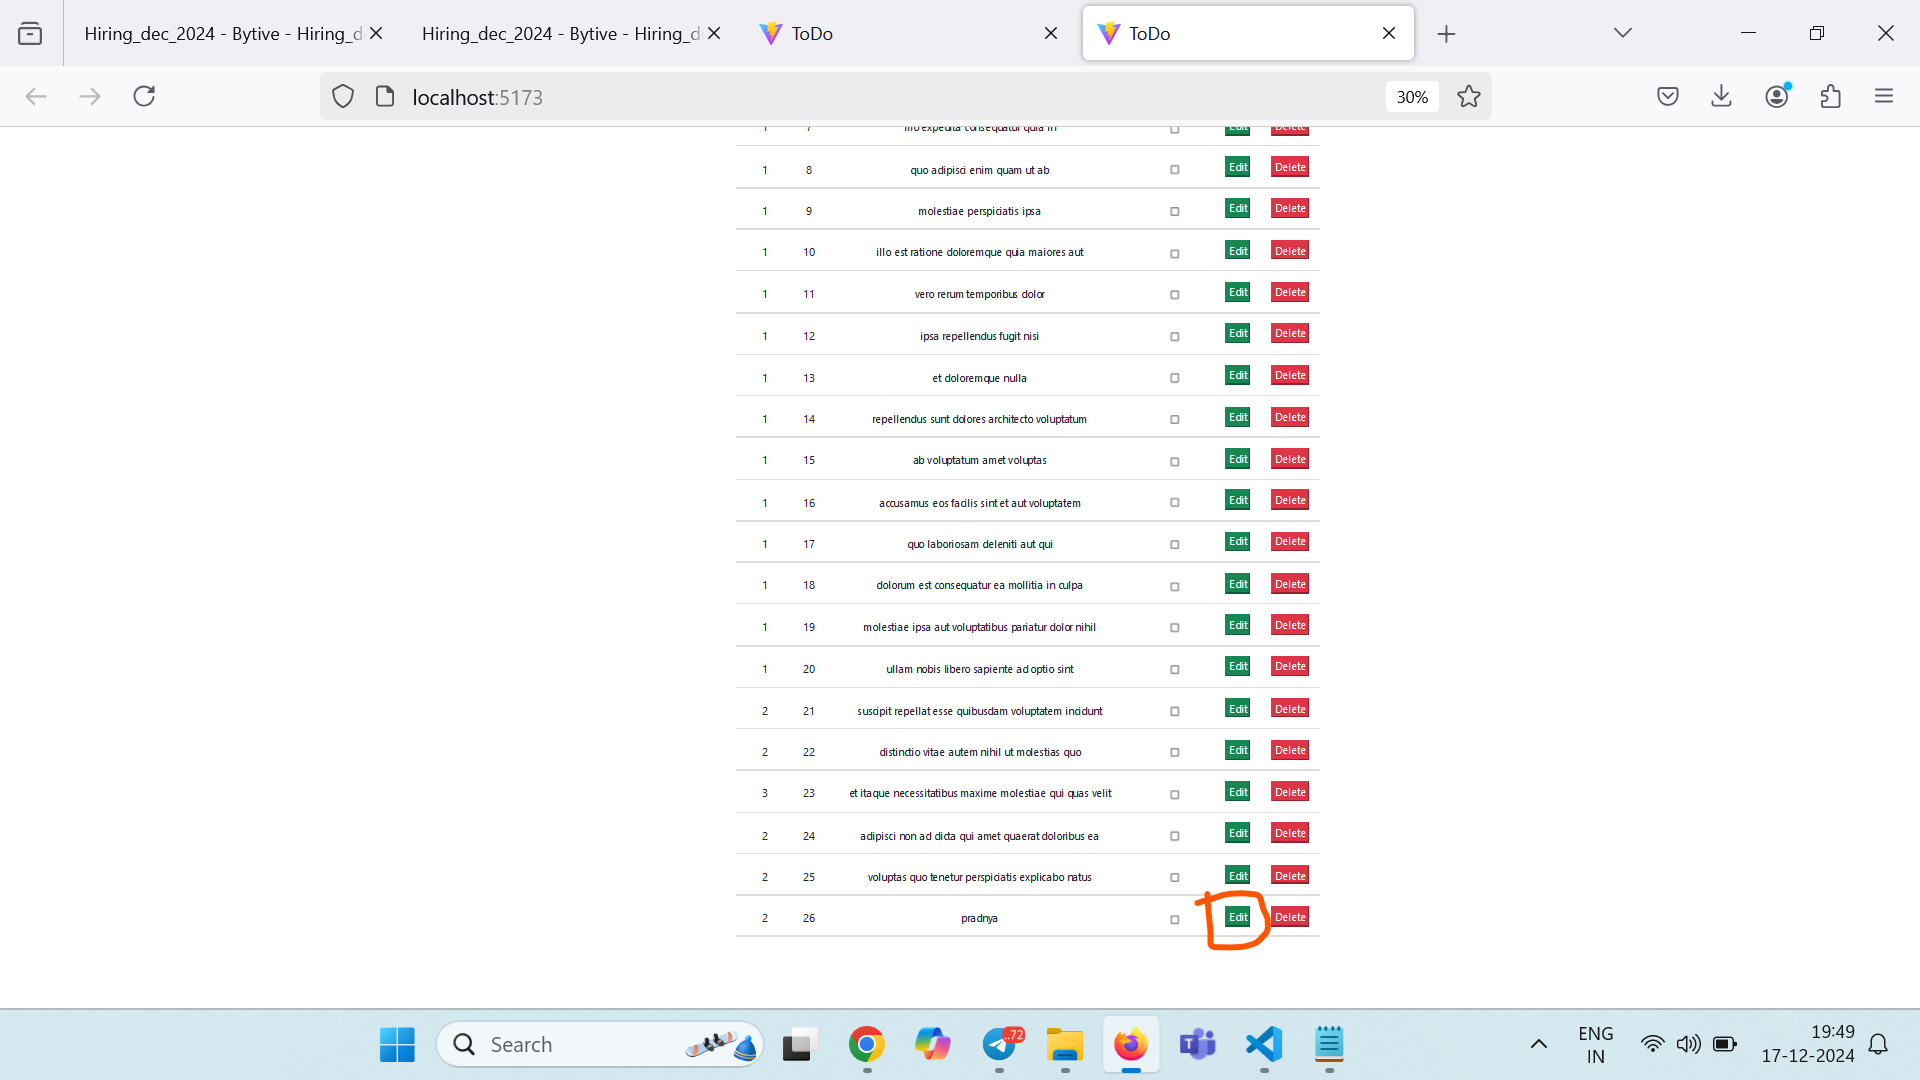 Hiring_dec_2024 - Bytive - Hiring_d
Hiring_dec_2024 - Bytive - Hiring_d
ToDo
ToDo
localhost:5173
30%
1 7 illo expedita consequatur quia in Edit Delete
1 8 quo adipisci enim quam ut ab Edit Delete
1 9 molestiae perspiciatis ipsa Edit Delete
1 10 illo est ratione doloremque quia maiores aut Edit Delete
1 11 vero rerum temporibus dolor Edit Delete
1 12 ipsa repellendus fugit nisi Edit Delete
1 13 et doloremque nulla Edit Delete
1 14 repellendus sunt dolores architecto voluptatum Edit Delete
1 15 ab voluptatum amet voluptas Edit Delete
1 16 accusamus eos facilis sint et aut voluptatem Edit Delete
1 17 quo laboriosam deleniti aut qui Edit Delete
1 18 dolorum est consequatur ea mollitia in culpa Edit Delete
1 19 molestiae ipsa aut voluptatibus pariatur dolor nihil Edit Delete
1 20 ullam nobis libero sapiente ad optio sint Edit Delete
2 21 suscipit repellat esse quibusdam voluptatem incidunt Edit Delete
2 22 distinctio vitae autem nihil ut molestias quo Edit Delete
3 23 et itaque necessitatibus maxime molestiae qui quas velit Edit Delete
2 24 adipisci non ad dicta qui amet quaerat doloribus ea Edit Delete
2 25 voluptas quo tenetur perspiciatis explicabo natus Edit Delete
2 26 pradnya Edit Delete
Search
..72
ENG
IN
19:49
17-12-2024